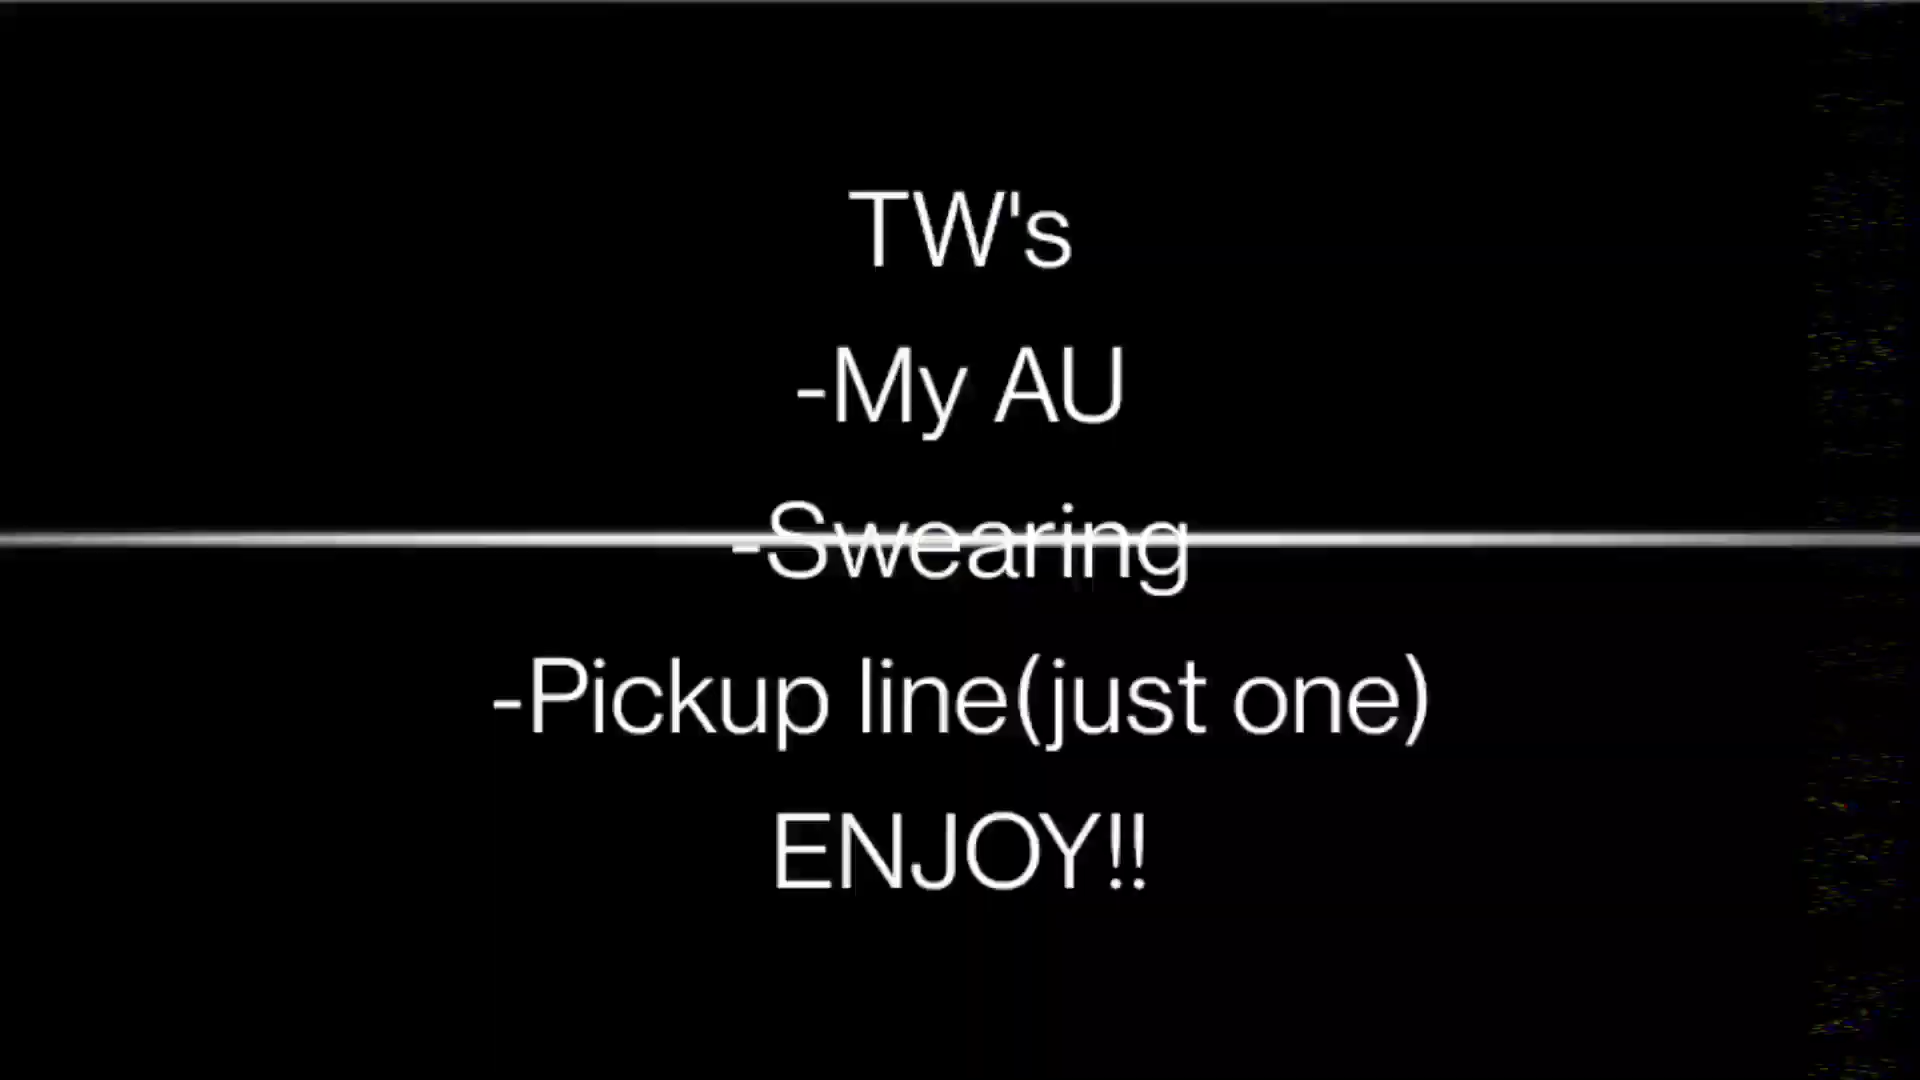 TW's
-My AU
-Swearing
-Pickup line(just one)
ENJOY!!